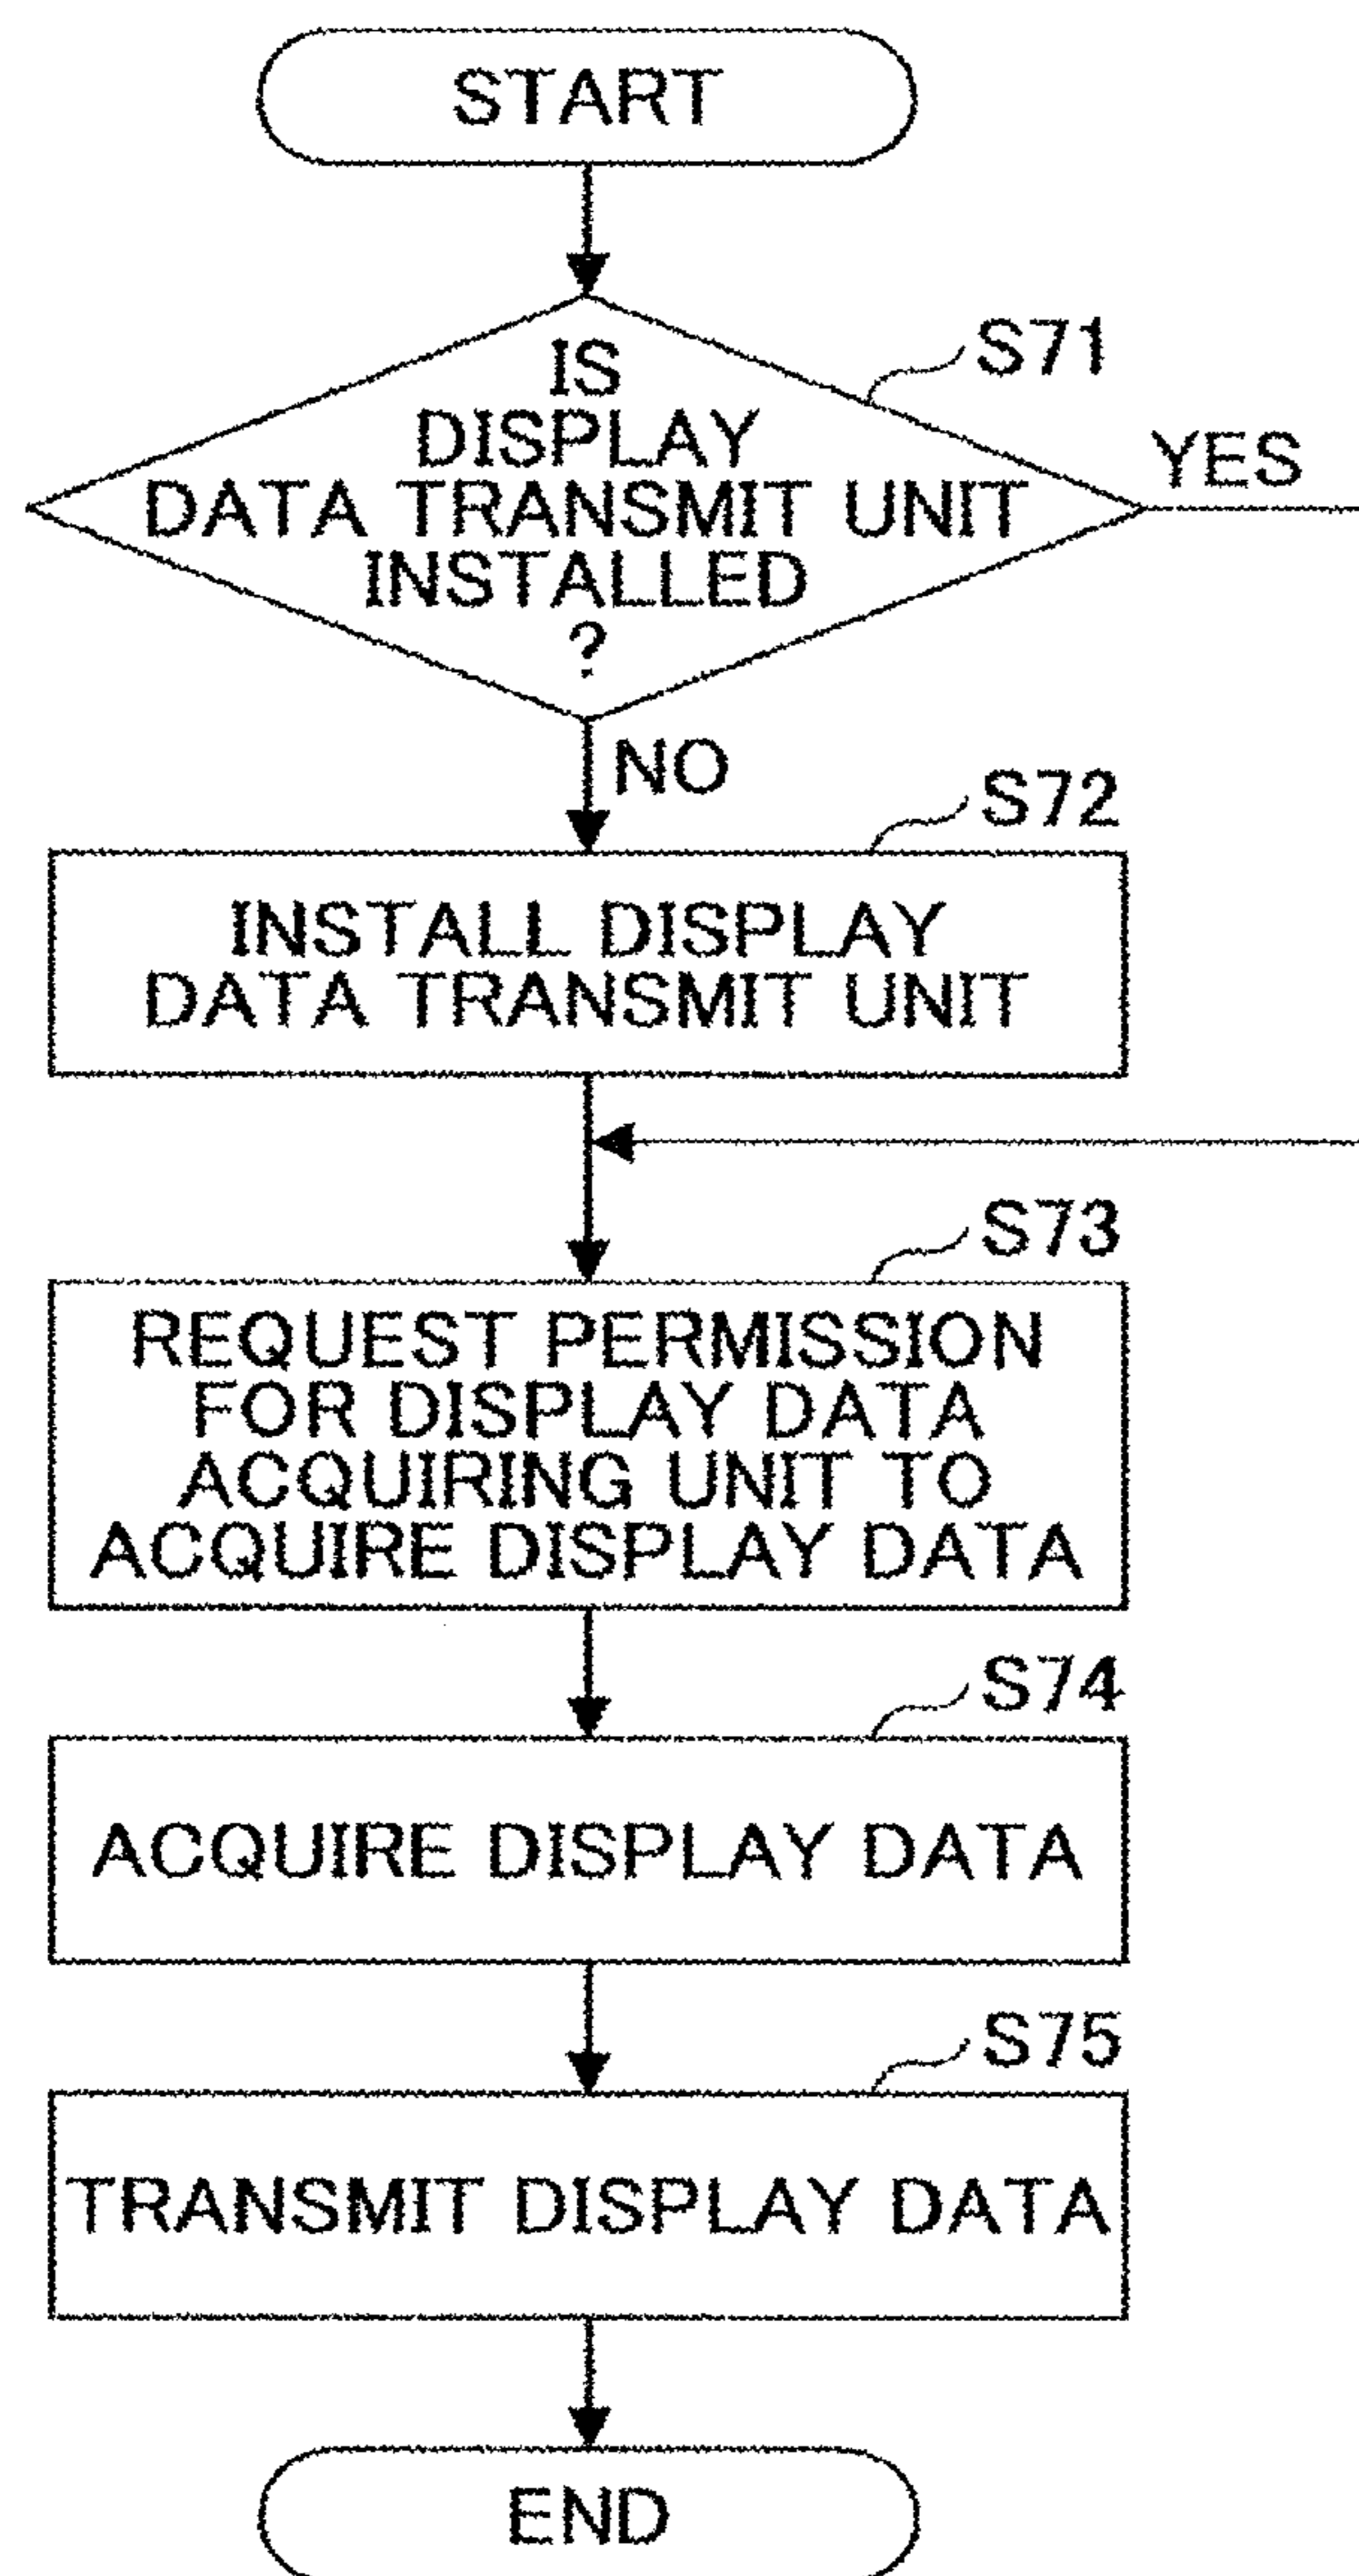 START
S71
IS
DISPLAY
DATA TRANSMIT UNIT
INSTALLED
?
YES
NO
S72
INSTALL DISPLAY
DATA TRANSMIT UNIT
S73
REQUEST PERMISSION
FOR DISPLAY DATA
ACQUIRING UNIT TO
ACQUIRE DISPLAY DATA
S74
ACQUIRE DISPLAY DATA
S75
TRANSMIT DISPLAY DATA
END